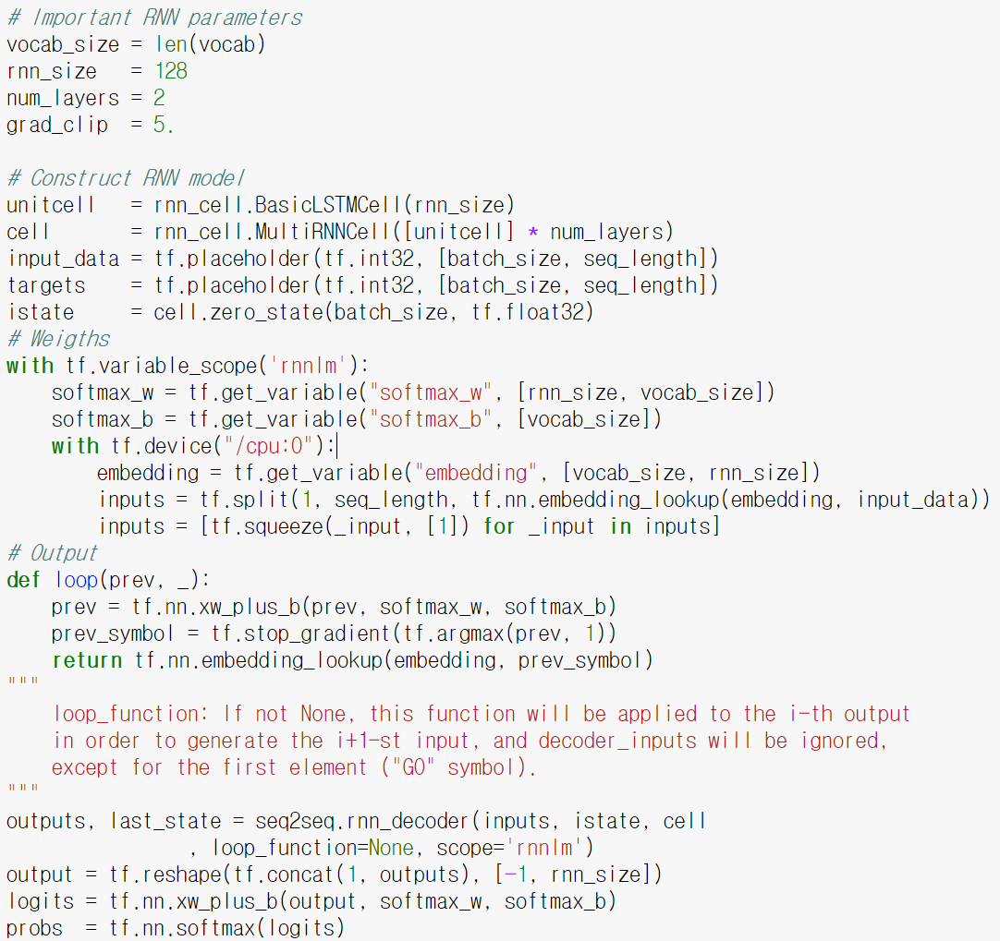 # Important RNN parameters
vocab_size = len(vocab)
rnn_size   = 128
num_layers = 2
grad_clip  = 5.

# Construct RNN model
unitcell   = rnn_cell.BasicLSTMCell(rnn_size)
cell       = rnn_cell.MultiRNNCell([unitcell] * num_layers)
input_data = tf.placeholder(tf.int32, [batch_size, seq_length])
targets    = tf.placeholder(tf.int32, [batch_size, seq_length])
istate     = cell.zero_state(batch_size, tf.float32)
# Weigths
with tf.variable_scope('rnnlm'):
    softmax_w = tf.get_variable("softmax_w", [rnn_size, vocab_size])
    softmax_b = tf.get_variable("softmax_b", [vocab_size])
    with tf.device("/cpu:0"):
        embedding = tf.get_variable("embedding", [vocab_size, rnn_size])
        inputs = tf.split(1, seq_length, tf.nn.embedding_lookup(embedding, input_data))
        inputs = [tf.squeeze(_input, [1]) for _input in inputs]
# Output
def loop(prev, _):
    prev = tf.nn.xw_plus_b(prev, softmax_w, softmax_b)
    prev_symbol = tf.stop_gradient(tf.argmax(prev, 1))
    return tf.nn.embedding_lookup(embedding, prev_symbol)
"""
    loop_function: If not None, this function will be applied to the i-th output
    in order to generate the i+1-st input, and decoder_inputs will be ignored,
    except for the first element ("GO" symbol).
"""
outputs, last_state = seq2seq.rnn_decoder(inputs, istate, cell
                , loop_function=None, scope='rnnlm')
output = tf.reshape(tf.concat(1, outputs), [-1, rnn_size])
logits = tf.nn.xw_plus_b(output, softmax_w, softmax_b)
probs  = tf.nn.softmax(logits)